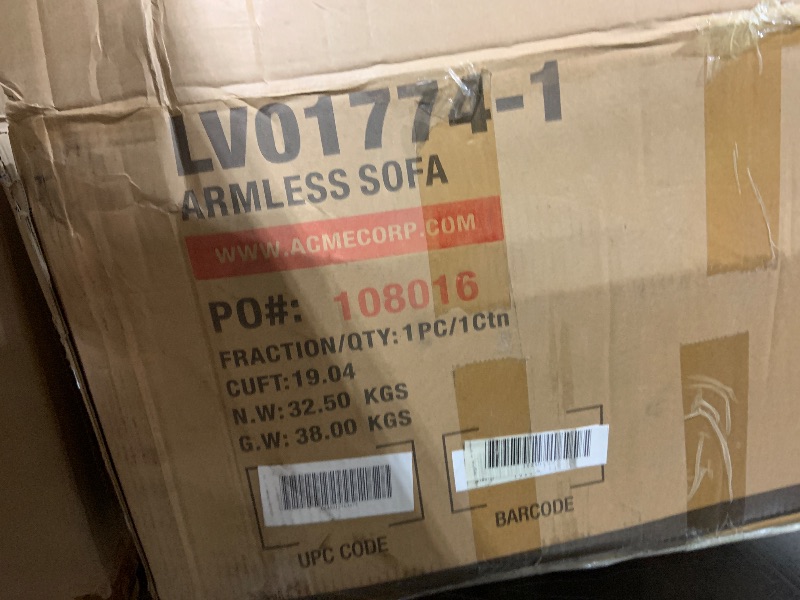 LV01774-1
ARMLESS SOFA
WWW.ACMECORP.COM
PO#: 108016
FRACTION/QTY: 1PC/1Ctn
CUFT: 19.04
N.W: 32.50 KGS
G.W: 38.00 KGS
UPC CODE
BARCODE